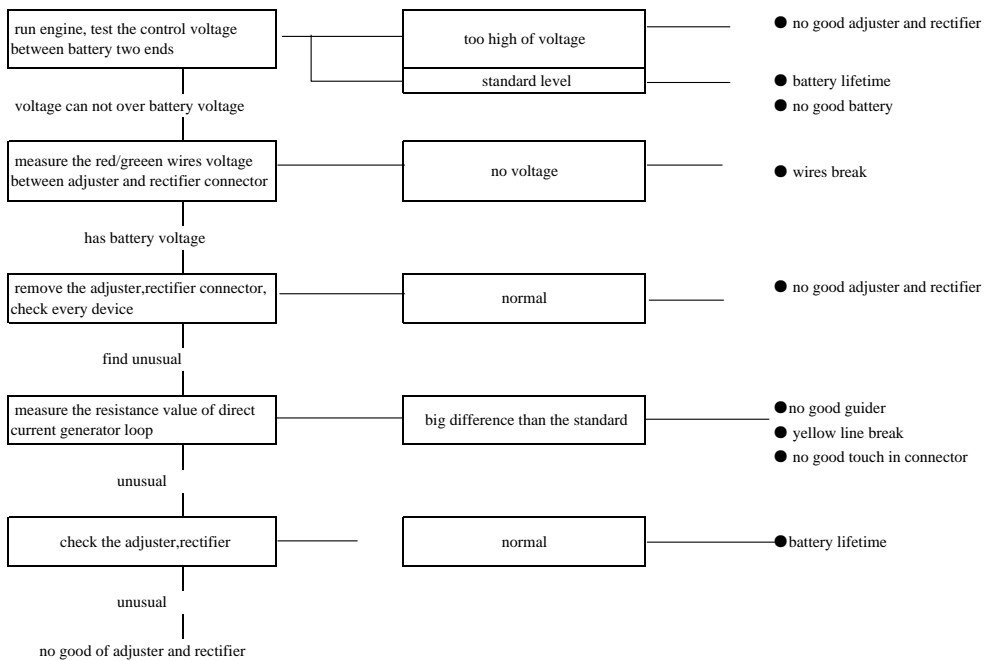 run engine, test the control voltage
between battery two ends
too high of voltage
● no good adjuster and rectifier
standard level
● battery lifetime
voltage can not over battery voltage
● no good battery
measure the red/greeen wires voltage
between adjuster and rectifier connector
no voltage
● wires break
has battery voltage
remove the adjuster,rectifier connector,
check every device
normal
● no good adjuster and rectifier
find unusual
measure the resistance value of direct
current generator loop
big difference than the standard
●no good guider
● yellow line break
● no good touch in connector
unusual
check the adjuster,rectifier
normal
●battery lifetime
unusual
no good of adjuster and rectifier